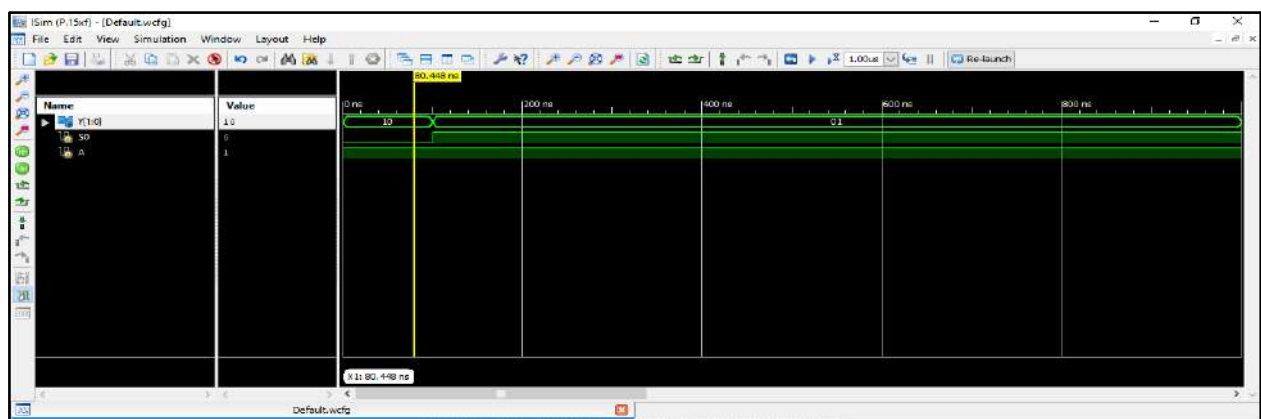 ISim (P.15xf) - [Default.wcfg]
File Edit View Simulation Window Layout Help
1.00us Re-launch
80.448 ns
Name Value
0 ns 200 ns 400 ns 600 ns 800 ns
Y[1:0] 10 10 01
S0 0
A 1
X1: 80.448 ns
Default.wcfg